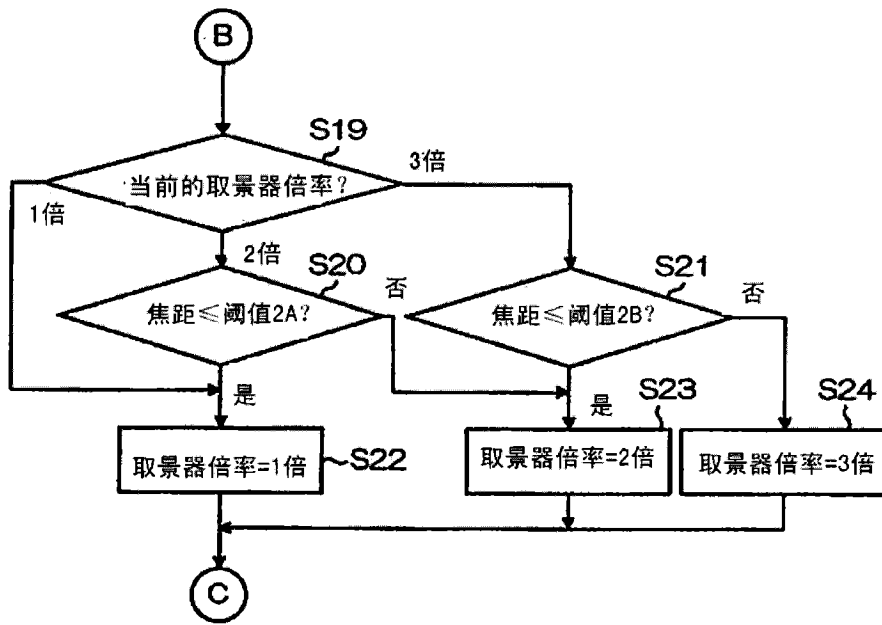 B
S19
3倍
当前的取景器倍率？
1倍
2倍
S20
否
S21
否
焦距≤阈值2A？
焦距≤阈值2B？
是
是
S23
S24
取景器倍率=1倍
S22
取景器倍率=2倍
取景器倍率=3倍
C